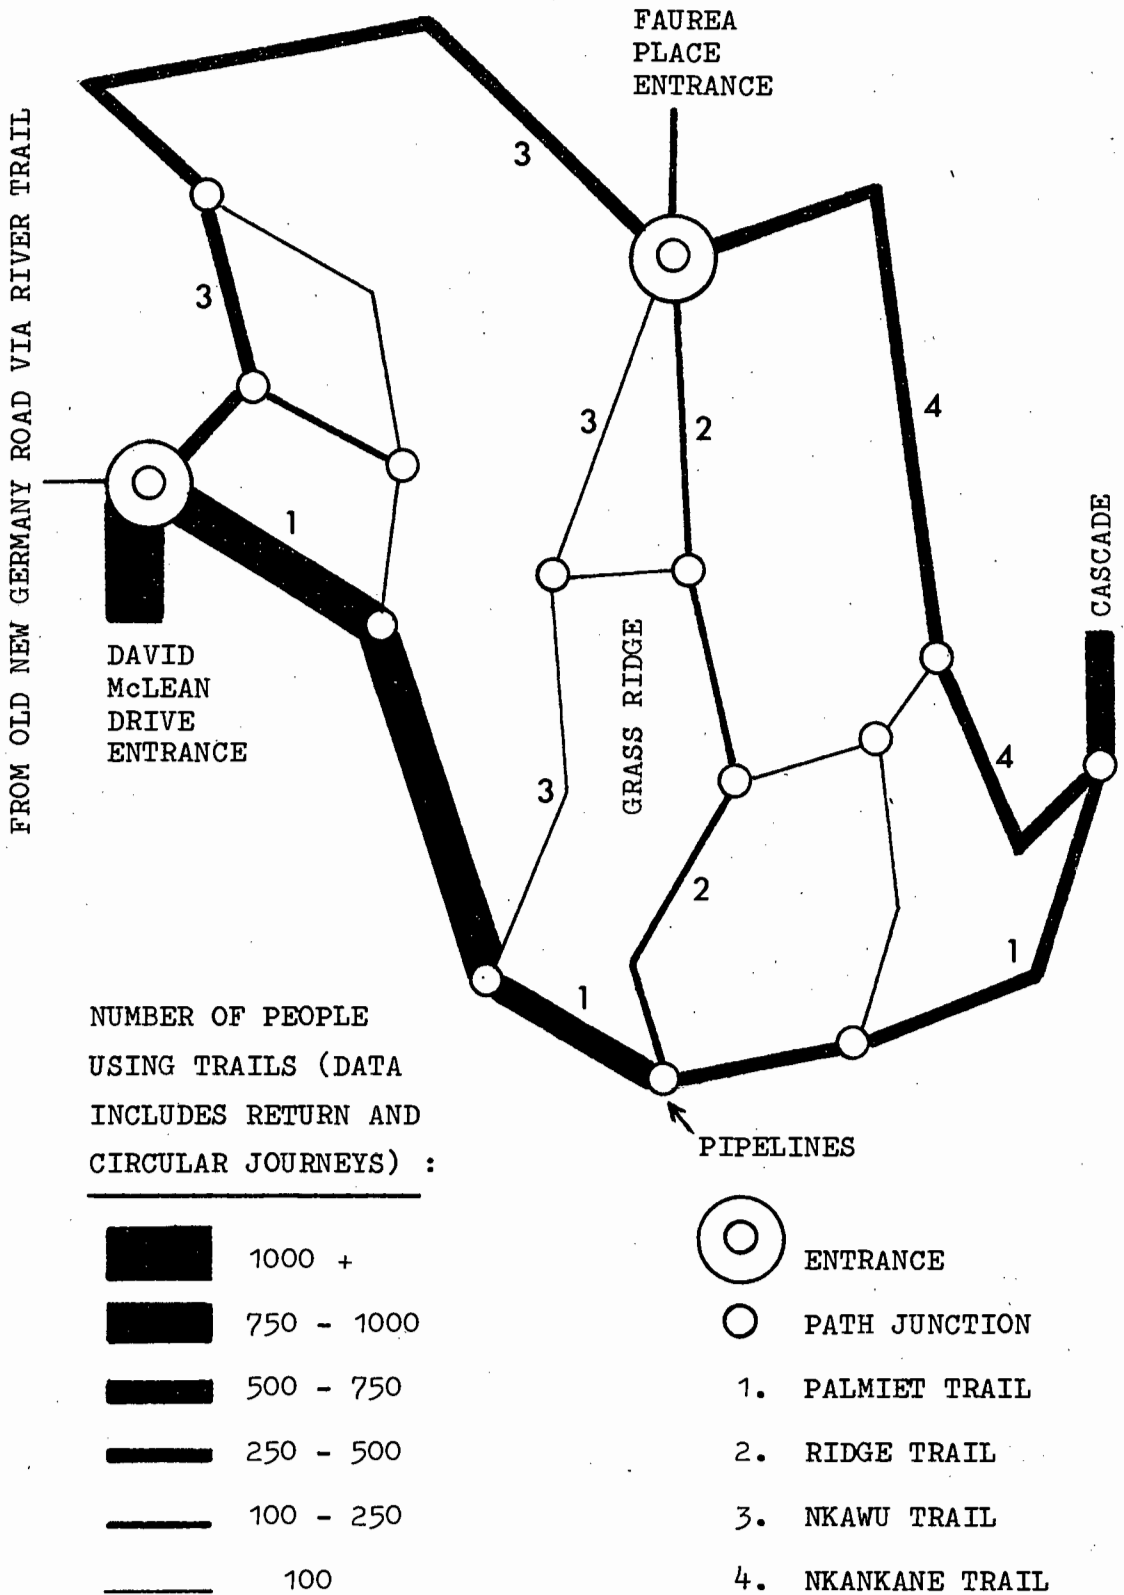 FAUREA
PLACE
ENTRANCE
FROM OLD NEW GERMANY ROAD VIA RIVER TRAIL
3
3
3
2
4
1
CASCADE
DAVID
McLEAN
DRIVE
ENTRANCE
GRASS RIDGE
3
4
2
1
1
PIPELINES
NUMBER OF PEOPLE
USING TRAILS (DATA
INCLUDES RETURN AND
CIRCULAR JOURNEYS) :
1000 +
750 - 1000
500 - 750
250 - 500
100 - 250
100
ENTRANCE
PATH JUNCTION
1. PALMIET TRAIL
2. RIDGE TRAIL
3. NKAWU TRAIL
4. NKANKANE TRAIL